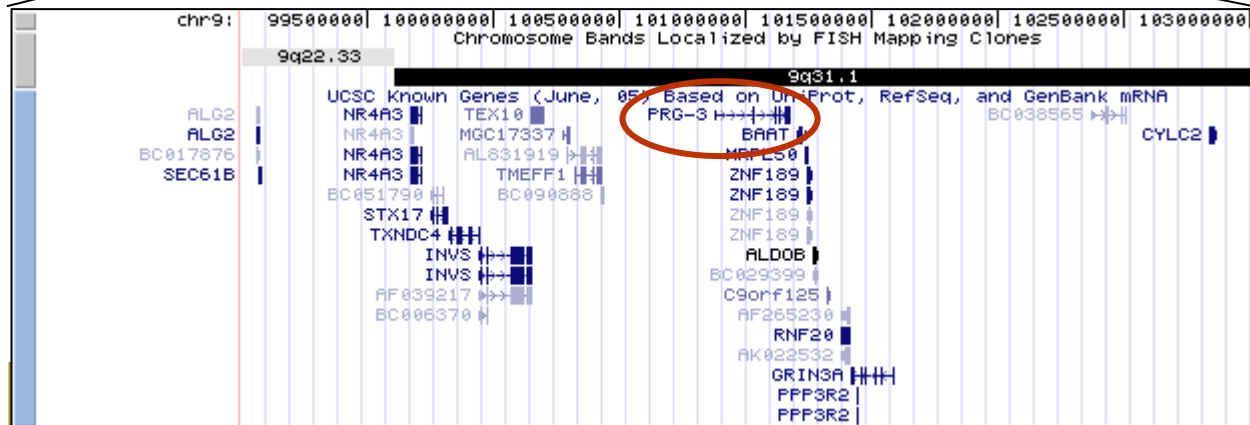 chr9: 99500000| 100000000| 100500000| 101000000| 101500000| 102000000| 102500000| 103000000|
Chromosome Bands Localized by FISH Mapping Clones
9q22.33
9q31.1
UCSC Known Genes (June, 05) Based on UniProt, RefSeq, and GenBank mRNA
ALG2 NR4A3 TEX10 PRG-3 BC038565
ALG2 NR4A3 MGC17337 BAAT CYLC2
BC017876 NR4A3 AL831919 MRPL50
SEC61B NR4A3 TMEFF1 ZNF189
BC051790 BC090888 ZNF189
STX17 ZNF189
TXNDC4 ZNF189
INVS ALDOB
INVS BC029399
AF039217 C9orf125
BC006370 AF265230
RNF20
AK022532
GRIN3A
PPP3R2
PPP3R2